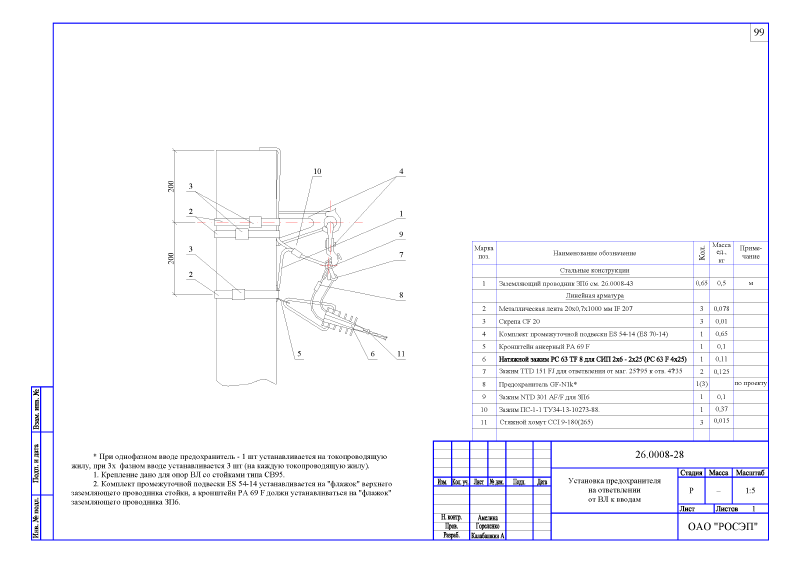 99
200
200
3
2
3
2
10
4
1
9
7
8
5
6
11
Марка поз.
Наименование обозначение
Кол.
Масса ед., кг
Приме-чание
Стальные конструкции
1 Заземляющий проводник ЗП6 см. 26.0008-43 0,65 0,5 м
Линейная арматура
2 Металлическая лента 20х0,7х1000 мм IF 207 3 0,078
3 Скрепа CF 20 3 0,01
4 Комплект промежуточной подвески ES 54-14 (ES 70-14) 1 0,65
5 Кронштейн анкерный PA 69 F 1 0,1
6 Натяжной зажим PC 63 TF 8 для СИП 2х6 - 2х25 (PC 63 F 4х25) 1 0,11
7 Зажим TTD 151 FJ для ответвления от маг. 25?95 к отв. 4?35 2 0,125
8 Предохранитель GF-N1k* 1(3) по проекту
9 Зажим NTD 301 AF/F для ЗП6 1 0,1
10 Зажим ПС-1-1 ТУ34-13-10273-88. 1 0,37
11 Стяжной хомут CCT 9-180(265) 3 0,015
* При однофазном вводе предохранитель - 1 шт устанавливается на токопроводящую
жилу, при 3х фазном вводе устанавливается 3 шт (на каждую токопроводящую жилу).
1. Крепление дано для опор ВЛ со стойками типа СВ95.
2. Комплект промежуточной подвески ES 54-14 устанавливается на "флажок" верхнего
заземляющего проводника стойки, а кронштейн PA 69 F должн устанавливаться на "флажок"
заземляющего проводника ЗП6.
Взам. инв. №
Подп. и дата
Инв. № подл.
26.0008-28
Изм. Кол. уч. Лист № док. Подп. Дата
Установка предохранителя
на ответвлении
от ВЛ к вводам
Стадия Масса Масштаб
Р – 1:5
Лист Листов 1
Н. контр. Амелина
Пров. Гороленко
Разраб. Калабашкин А
ОАО "РОСЭП"